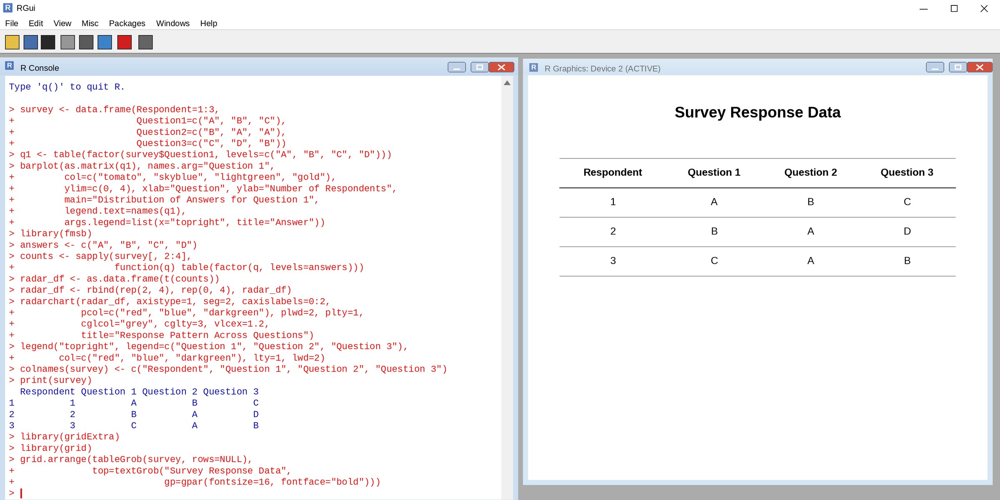 R RGui
File Edit View Misc Packages Windows Help
R R Console
Type 'q()' to quit R.
> survey <- data.frame(Respondent=1:3,
+                      Question1=c("A", "B", "C"),
+                      Question2=c("B", "A", "A"),
+                      Question3=c("C", "D", "B"))
> q1 <- table(factor(survey$Question1, levels=c("A", "B", "C", "D")))
> barplot(as.matrix(q1), names.arg="Question 1",
+         col=c("tomato", "skyblue", "lightgreen", "gold"),
+         ylim=c(0, 4), xlab="Question", ylab="Number of Respondents",
+         main="Distribution of Answers for Question 1",
+         legend.text=names(q1),
+         args.legend=list(x="topright", title="Answer"))
> library(fmsb)
> answers <- c("A", "B", "C", "D")
> counts <- sapply(survey[, 2:4],
+                  function(q) table(factor(q, levels=answers)))
> radar_df <- as.data.frame(t(counts))
> radar_df <- rbind(rep(2, 4), rep(0, 4), radar_df)
> radarchart(radar_df, axistype=1, seg=2, caxislabels=0:2,
+            pcol=c("red", "blue", "darkgreen"), plwd=2, plty=1,
+            cglcol="grey", cglty=3, vlcex=1.2,
+            title="Response Pattern Across Questions")
> legend("topright", legend=c("Question 1", "Question 2", "Question 3"),
+        col=c("red", "blue", "darkgreen"), lty=1, lwd=2)
> colnames(survey) <- c("Respondent", "Question 1", "Question 2", "Question 3")
> print(survey)
  Respondent Question 1 Question 2 Question 3
1          1          A          B          C
2          2          B          A          D
3          3          C          A          B
> library(gridExtra)
> library(grid)
> grid.arrange(tableGrob(survey, rows=NULL),
+              top=textGrob("Survey Response Data",
+                           gp=gpar(fontsize=16, fontface="bold")))
>
R R Graphics: Device 2 (ACTIVE)
Survey Response Data
Respondent Question 1 Question 2 Question 3
1 A B C
2 B A D
3 C A B